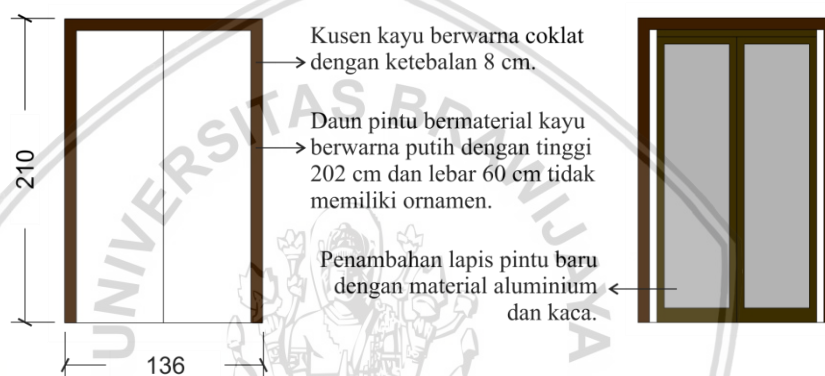 Kusen kayu berwarna coklat
dengan ketebalan 8 cm.
Daun pintu bermaterial kayu
berwarna putih dengan tinggi
202 cm dan lebar 60 cm tidak
memiliki ornamen.
Penambahan lapis pintu baru
dengan material aluminium
dan kaca.
210
136
UNIVERSITAS BRAWIJAYA